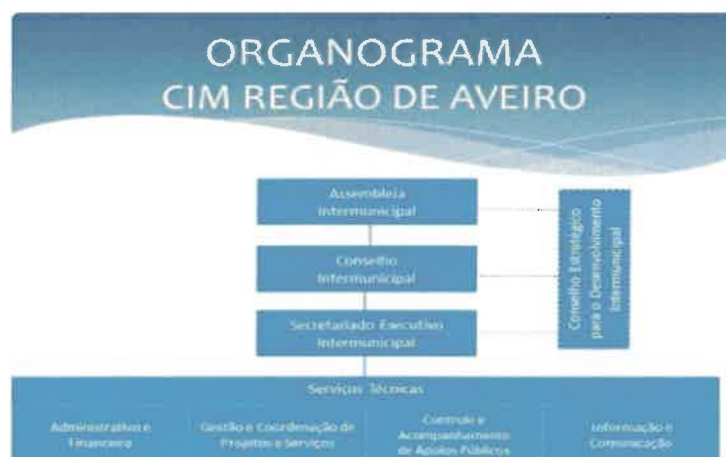 ORGANOGRAMA
CIM REGIÃO DE AVEIRO
Assembleia
Intermunicipal
Conselho
Intermunicipal
Secretariado Executivo
Intermunicipal
Conselho Estratégico
para o Desenvolvimento
Intermunicipal
Serviços Técnicas
Administrativo e
Financeiro
Gestão e Coordenação de
Projetos e Serviços
Controlo e
Acompanhamento
de Apoios Públicos
Informação e
Comunicação